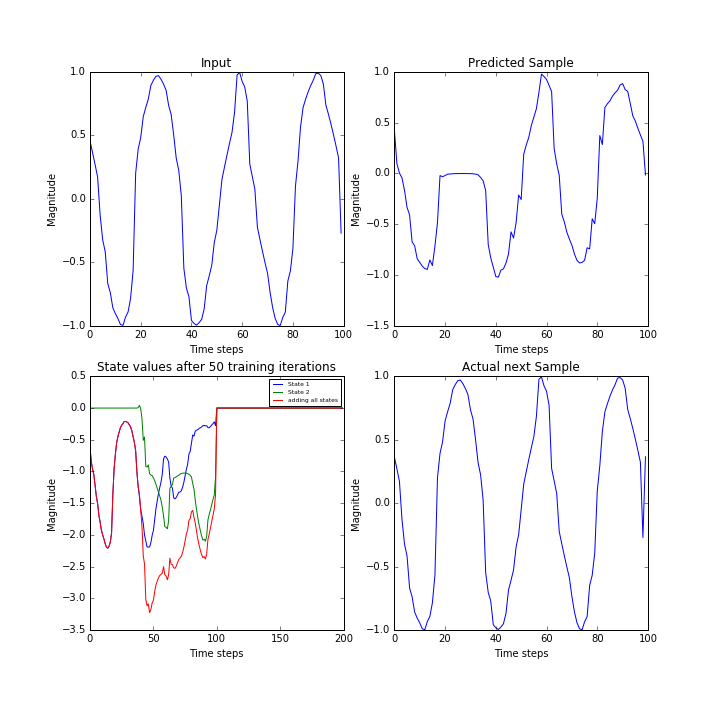 Input
1.0
0.5
0.0
−0.5
−1.0
Magnitude
0 20 40 60 80 100
Time steps
Predicted Sample
1.0
0.5
0.0
−0.5
−1.0
−1.5
Magnitude
0 20 40 60 80 100
Time steps
State values after 50 training iterations
0.5
0.0
−0.5
−1.0
−1.5
−2.0
−2.5
−3.0
−3.5
Magnitude
State 1
State 2
adding all states
0 50 100 150 200
Time steps
Actual next Sample
1.0
0.5
0.0
−0.5
−1.0
Magnitude
0 20 40 60 80 100
Time steps